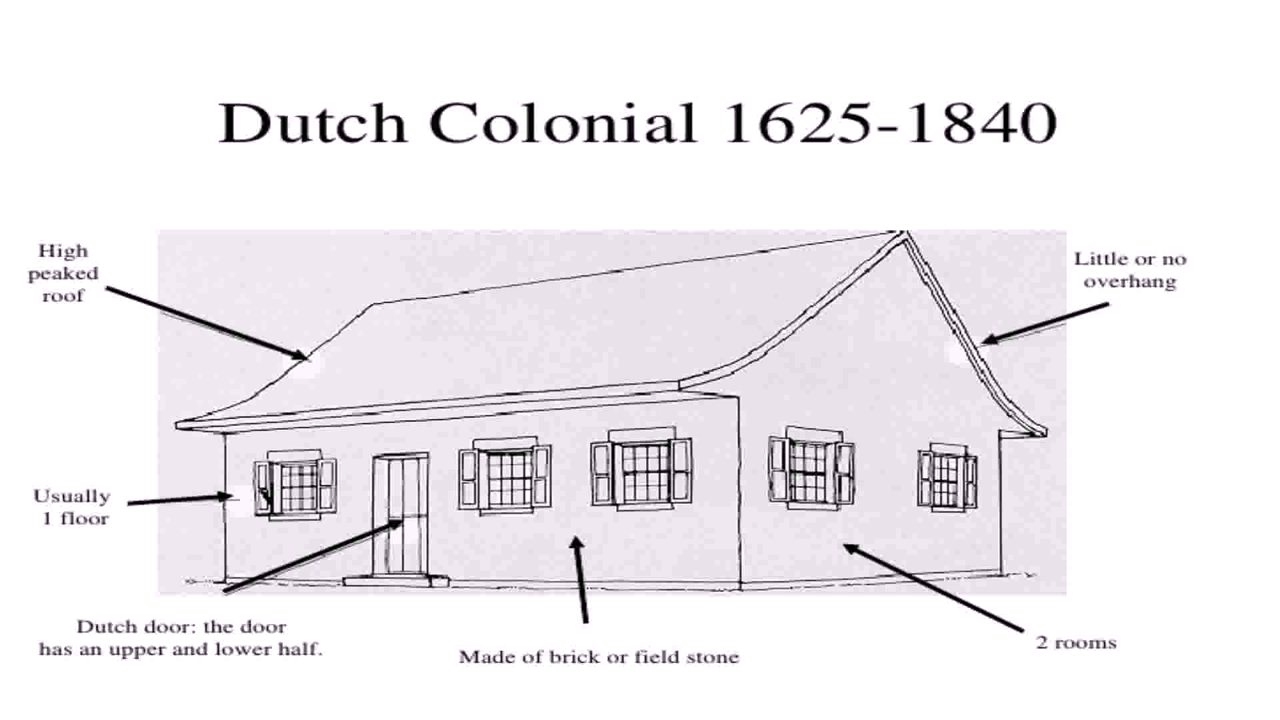 Dutch Colonial 1625-1840
High
peaked
roof
Little or no
overhang
Usually
1 floor
Dutch door: the door
has an upper and lower half.
Made of brick or field stone
2 rooms